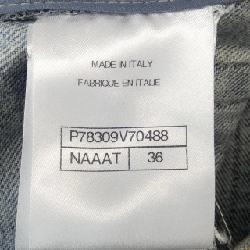 MADE IN ITALY
FABRIQUE EN ITALIE
P78309V70488
NAAAT 36